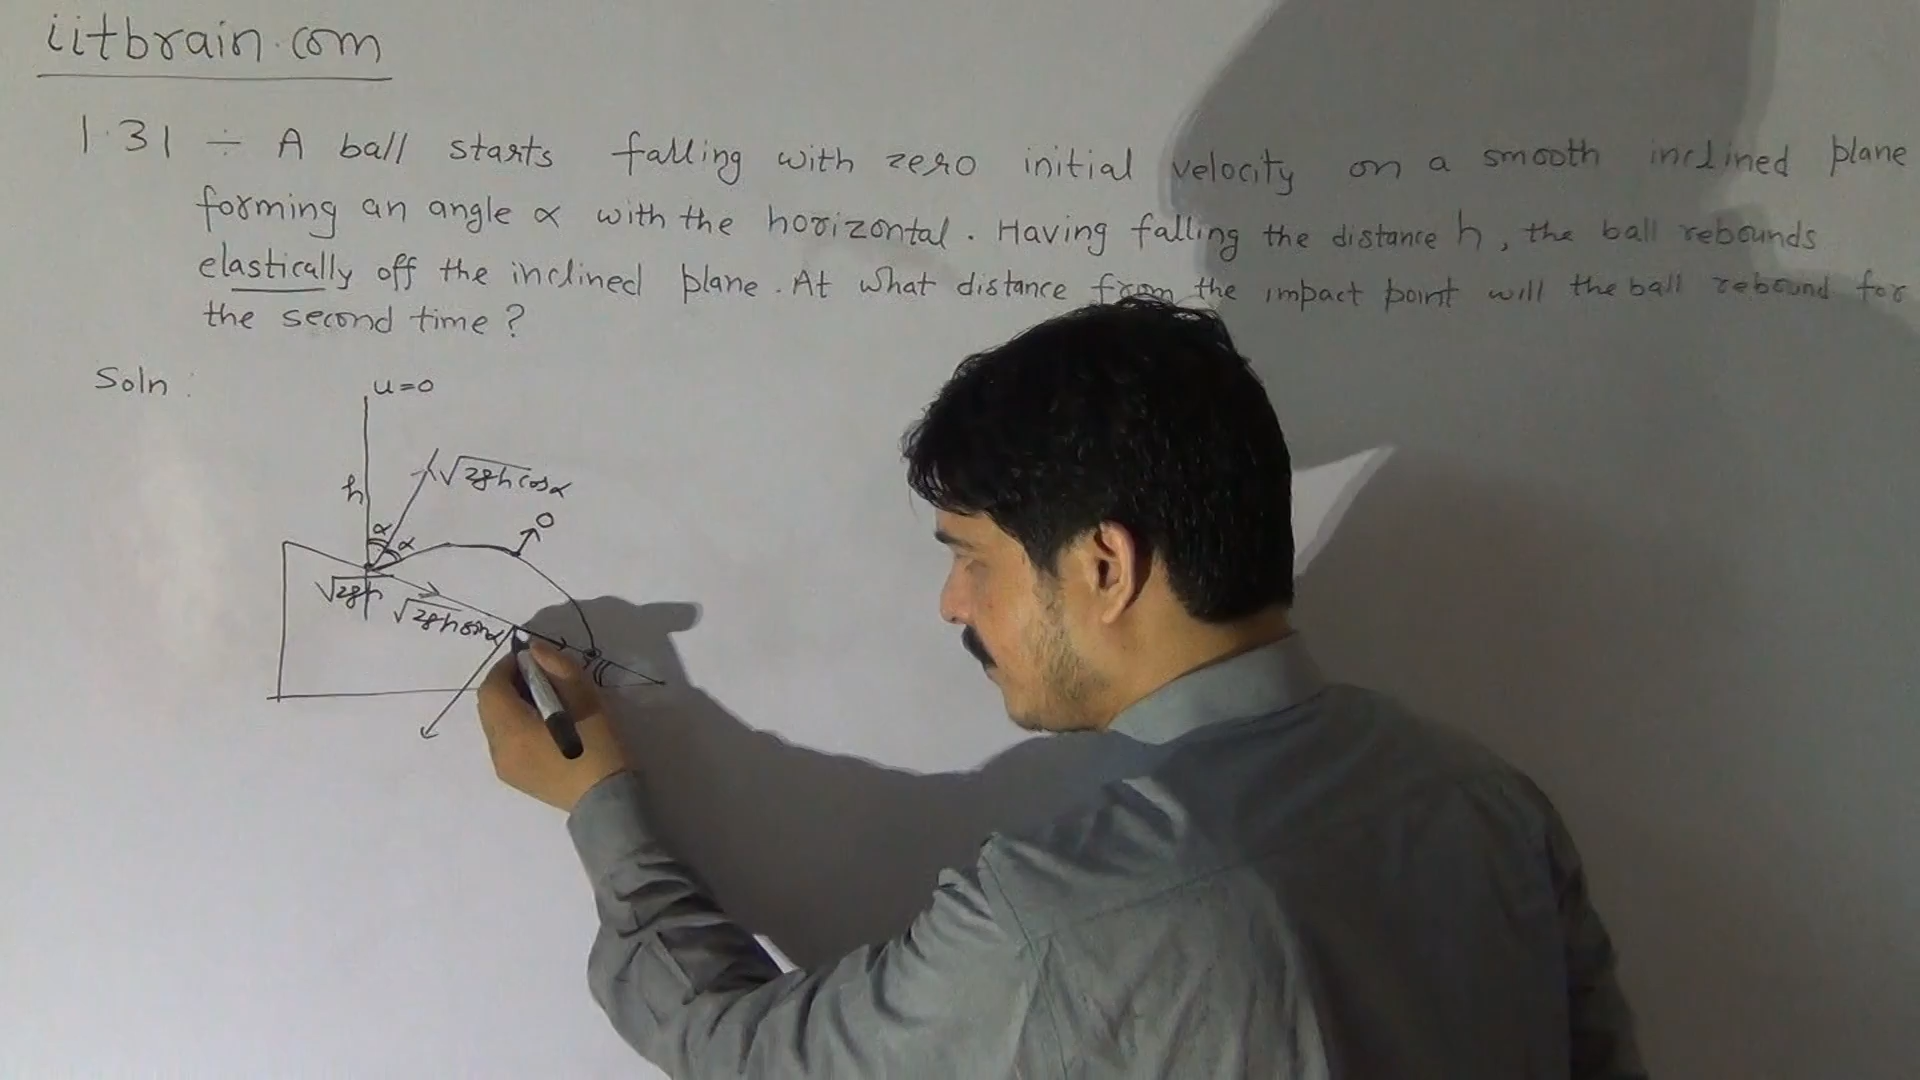 iitbrain.com
1.31 ÷ A ball starts falling with zero initial velocity on a smooth inclined plane
forming an angle α with the horizontal. Having falling the distance h, the ball rebounds
elastically off the inclined plane. At what distance from the impact point will the ball rebound for
the second time?
Soln :
u=0
√2gh cosα
h
α
α
0
√2gh
√2gh sinα